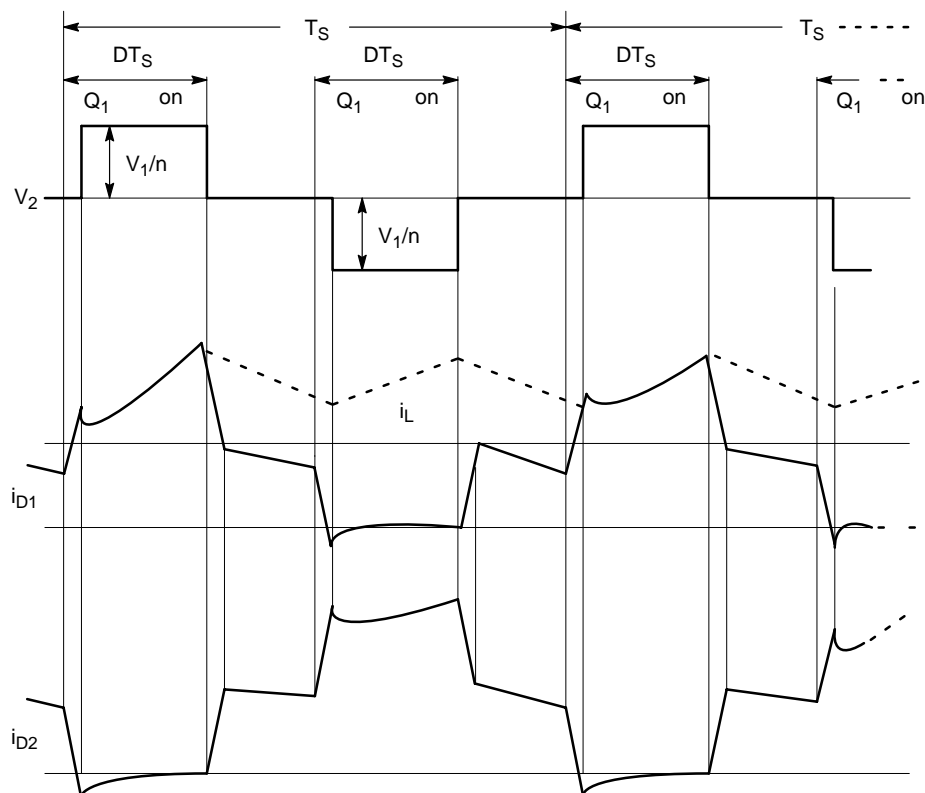 T_S T_S
DT_S DT_S DT_S
Q_1 on Q_1 on Q_1 on Q_1 on
V_1/n
V_2
V_1/n
i_L
i_D1
i_D2